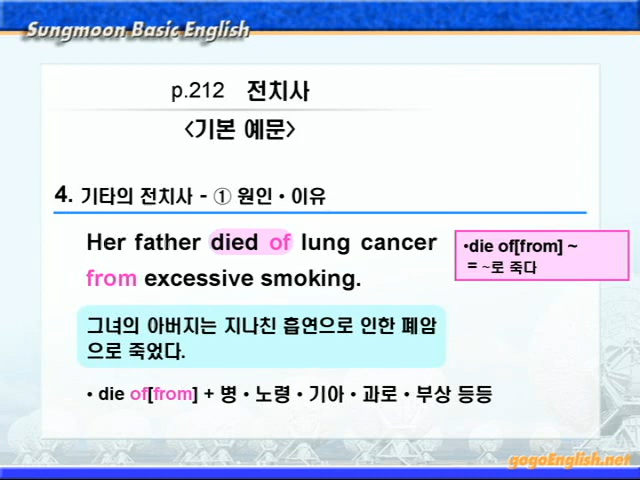 Sungmoon Basic English
p.212 전치사
<기본 예문>
4. 기타의 전치사 - ① 원인 • 이유
Her father died of lung cancer
from excessive smoking.
•die of[from] ~
= ~로 죽다
그녀의 아버지는 지나친 흡연으로 인한 폐암
으로 죽었다.
• die of[from] + 병 • 노령 • 기아 • 과로 • 부상 등등
gogoEnglish.net